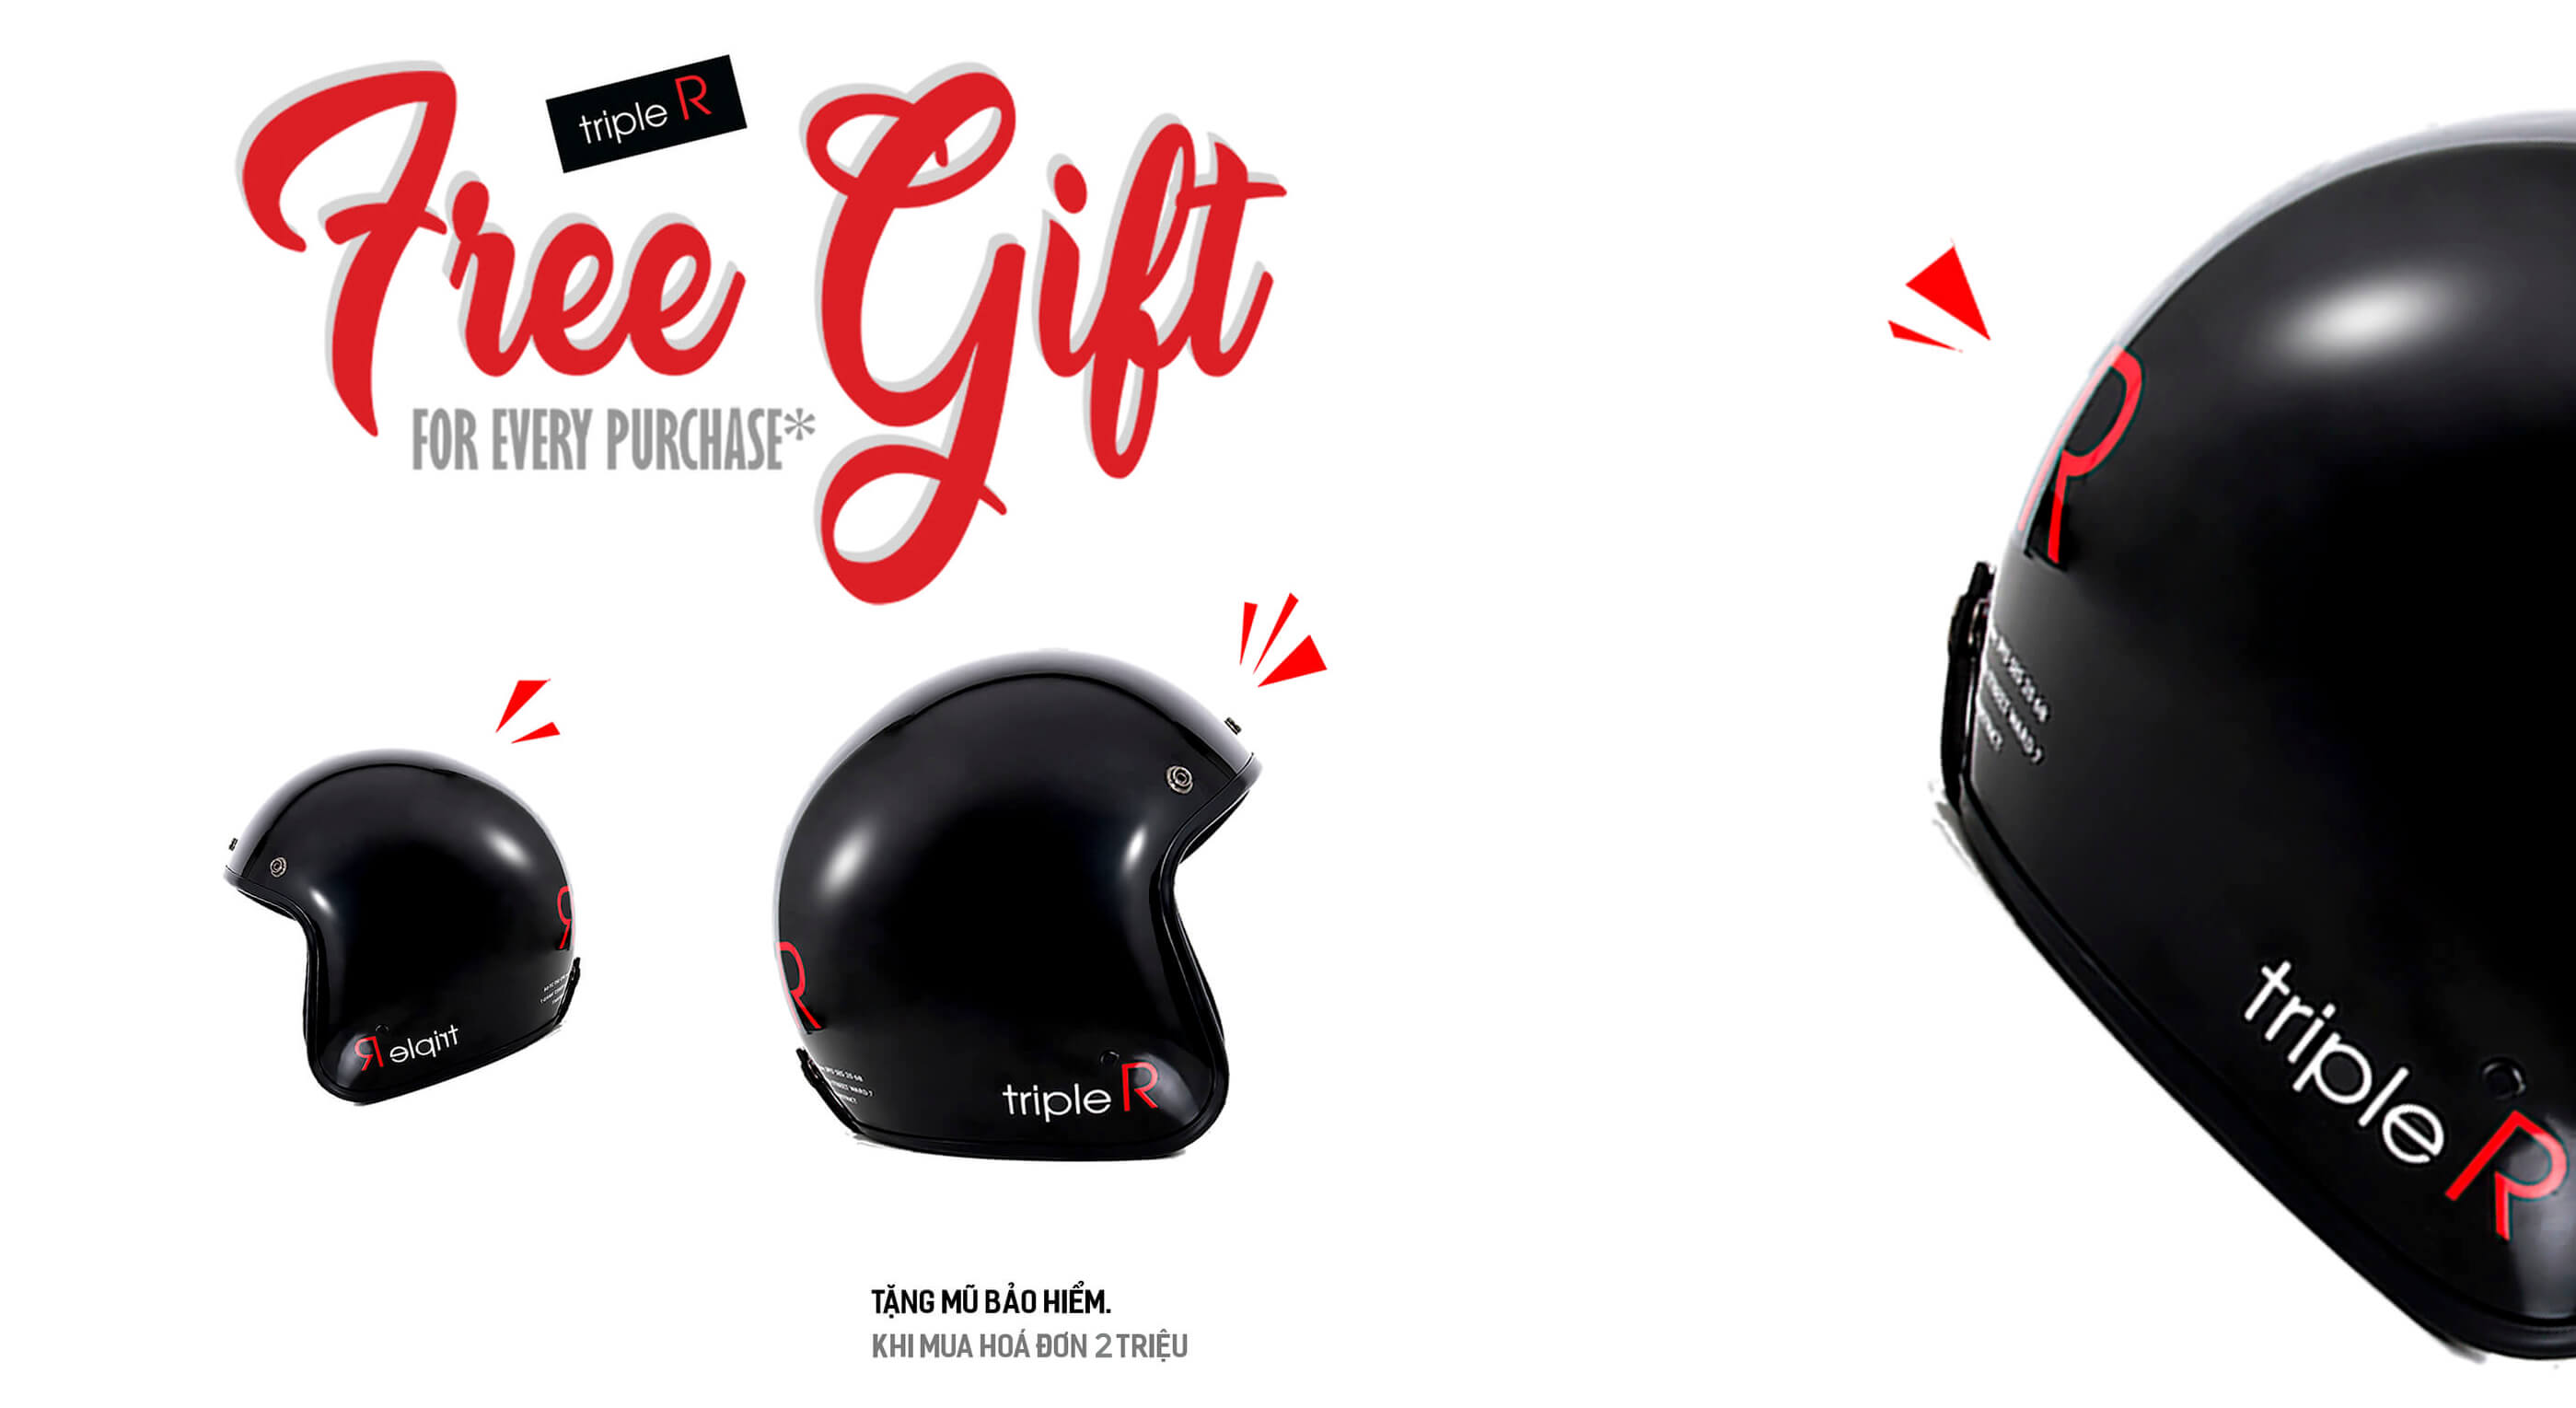 triple R
Free Gift
FOR EVERY PURCHASE*
R
R
R
triple R
triple R
triple R
TẶNG MŨ BẢO HIỂM.
KHI MUA HOÁ ĐƠN 2 TRIỆU